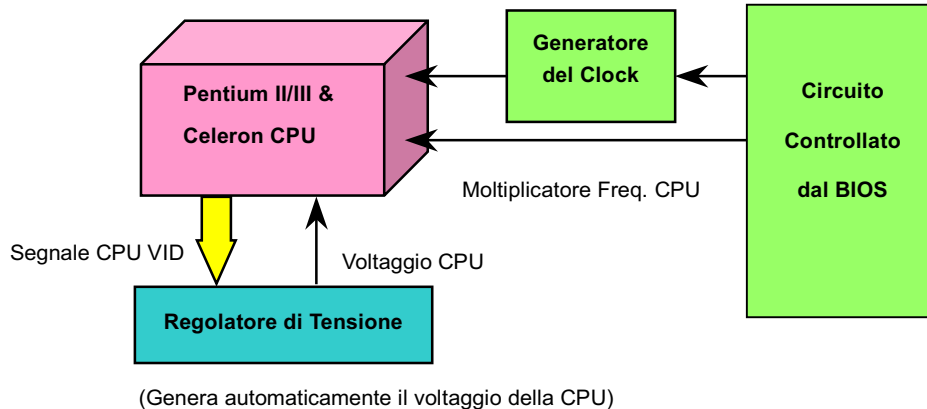 Generatore
del Clock
Pentium II/III &
Celeron CPU
Circuito
Controllato
dal BIOS
Moltiplicatore Freq. CPU
Segnale CPU VID
Voltaggio CPU
Regolatore di Tensione
(Genera automaticamente il voltaggio della CPU)